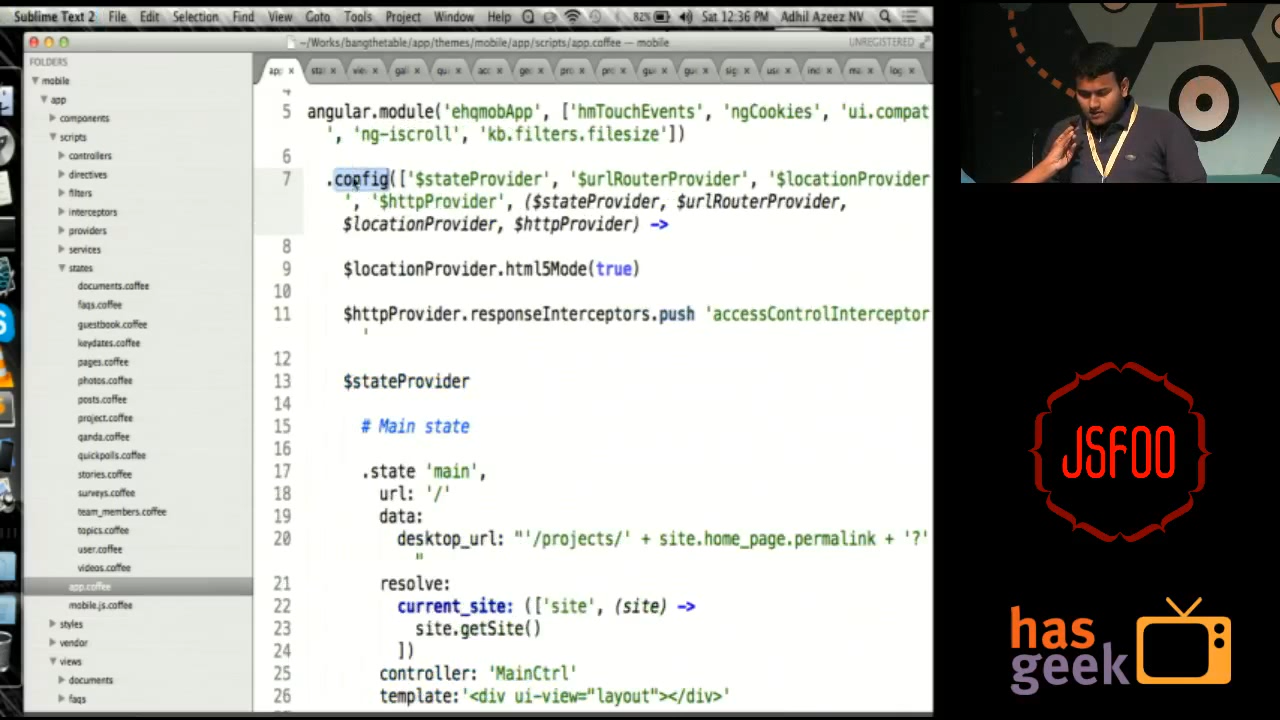 Sublime Text 2 File Edit Selection Find View Goto Tools Project Window Help 82% Sat 12:36 PM Adhil Azeez NV
~/Works/bangthetable/app/themes/mobile/app/scripts/app.coffee — mobile UNREGISTERED
FOLDERS
mobile
app
components
scripts
controllers
directives
filters
interceptors
providers
services
states
documents.coffee
faqs.coffee
guestbook.coffee
keydates.coffee
pages.coffee
photos.coffee
posts.coffee
project.coffee
qanda.coffee
quickpolls.coffee
stories.coffee
surveys.coffee
team_members.coffee
topics.coffee
user.coffee
videos.coffee
app.coffee
mobile.js.coffee
styles
vendor
views
documents
faqs
4
5 angular.module('ehqmobApp', ['hmTouchEvents', 'ngCookies', 'ui.compat
', 'ng-iscroll', 'kb.filters.filesize'])
6
7 .config(['$stateProvider', '$urlRouterProvider', '$locationProvider
', '$httpProvider', ($stateProvider, $urlRouterProvider,
$locationProvider, $httpProvider) ->
8
9 $locationProvider.html5Mode(true)
10
11 $httpProvider.responseInterceptors.push 'accessControlInterceptor
'
12
13 $stateProvider
14
15 # Main state
16
17 .state 'main',
18 url: '/'
19 data:
20 desktop_url: "'/projects/' + site.home_page.permalink + '?'
"
21 resolve:
22 current_site: (['site', (site) ->
23 site.getSite()
24 ])
25 controller: 'MainCtrl'
26 template:'<div ui-view="layout"></div>'
JSFOO
has
geek